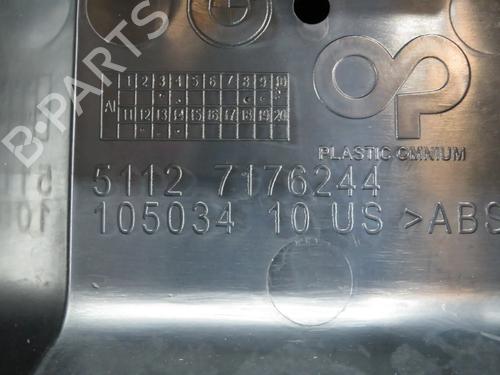 1 2 3 4 5 6 7 8 9 10
AI
11 12 13 14 15 16 17 18 19 20
PLASTIC OMNIUM
5112 7176244
105034 10 US >ABS
B-PARTS